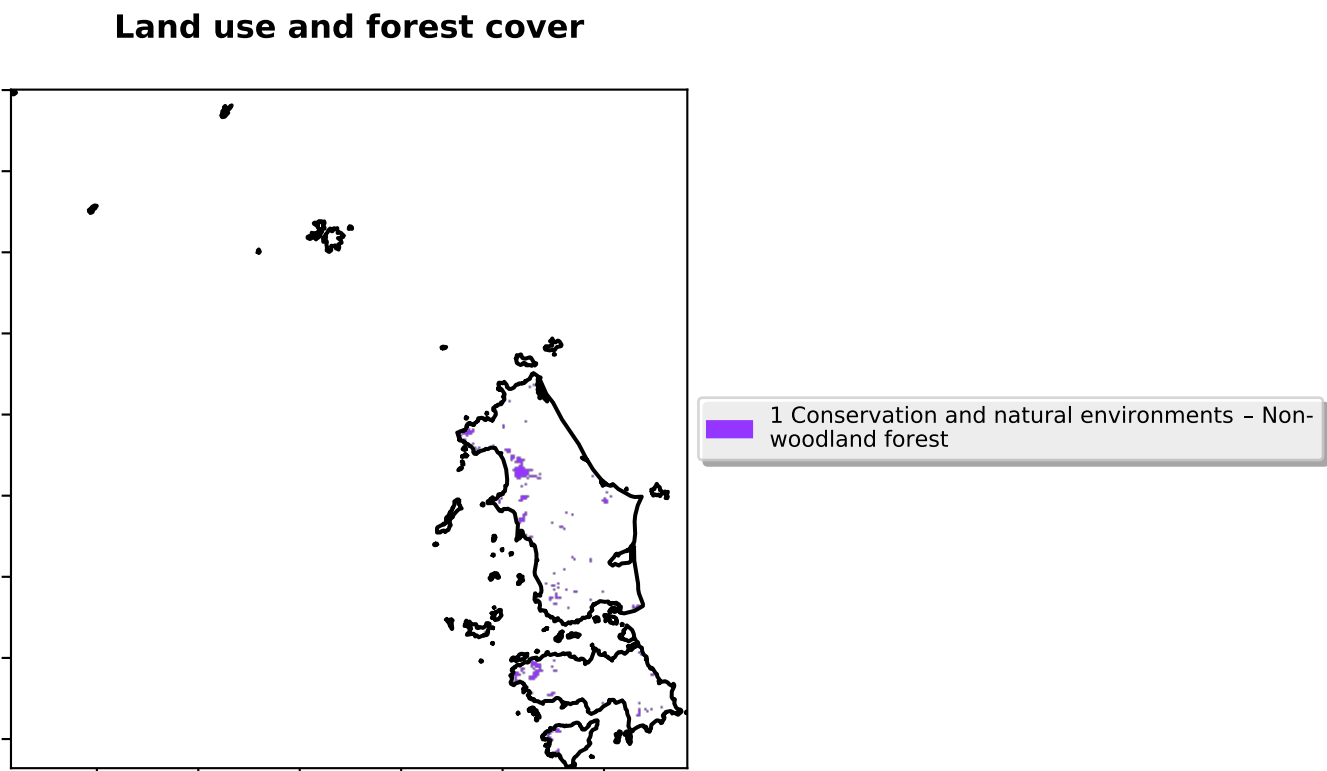 Land use and forest cover
1 Conservation and natural environments – Non-
woodland forest